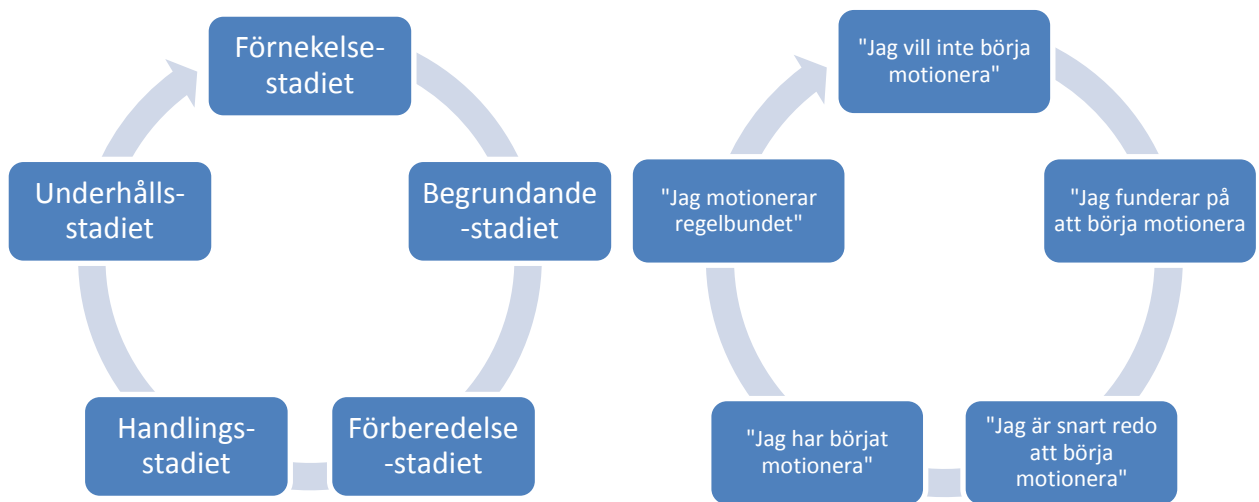 Förnekelse-
stadiet
Begrundande
-stadiet
Förberedelse
-stadiet
Handlings-
stadiet
Underhålls-
stadiet
"Jag vill inte börja
motionera"
"Jag funderar på
att börja motionera
"Jag är snart redo
att börja
motionera"
"Jag har börjat
motionera"
"Jag motionerar
regelbundet"